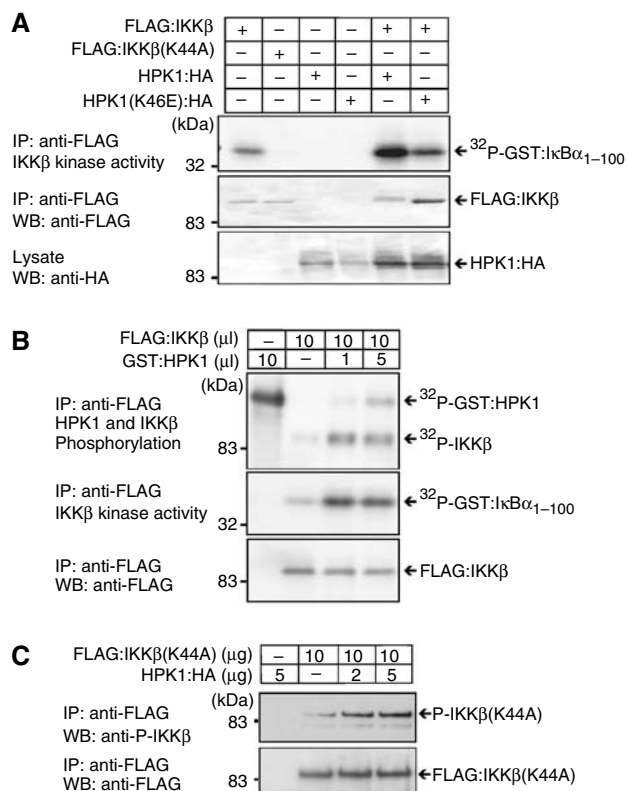 A
FLAG:IKKβ + – – – + +
FLAG:IKKβ(K44A) – + – – – –
HPK1:HA – – + – + –
HPK1(K46E):HA – – – + – +
(kDa)
IP: anti-FLAG
IKKβ kinase activity
32
←³²P-GST:IκBα₁₋₁₀₀
IP: anti-FLAG
WB: anti-FLAG
83
←FLAG:IKKβ
Lysate
WB: anti-HA
83
←HPK1:HA
B
FLAG:IKKβ (μl) – 10 10 10
GST:HPK1 (μl) 10 – 1 5
(kDa)
IP: anti-FLAG
HPK1 and IKKβ
Phosphorylation
83
←³²P-GST:HPK1
←³²P-IKKβ
IP: anti-FLAG
IKKβ kinase activity
32
←³²P-GST:IκBα₁₋₁₀₀
IP: anti-FLAG
WB: anti-FLAG
83
←FLAG:IKKβ
C
FLAG:IKKβ(K44A) (μg) – 10 10 10
HPK1:HA (μg) 5 – 2 5
(kDa)
IP: anti-FLAG
WB: anti-P-IKKβ
83
←P-IKKβ(K44A)
IP: anti-FLAG
WB: anti-FLAG
83
←FLAG:IKKβ(K44A)